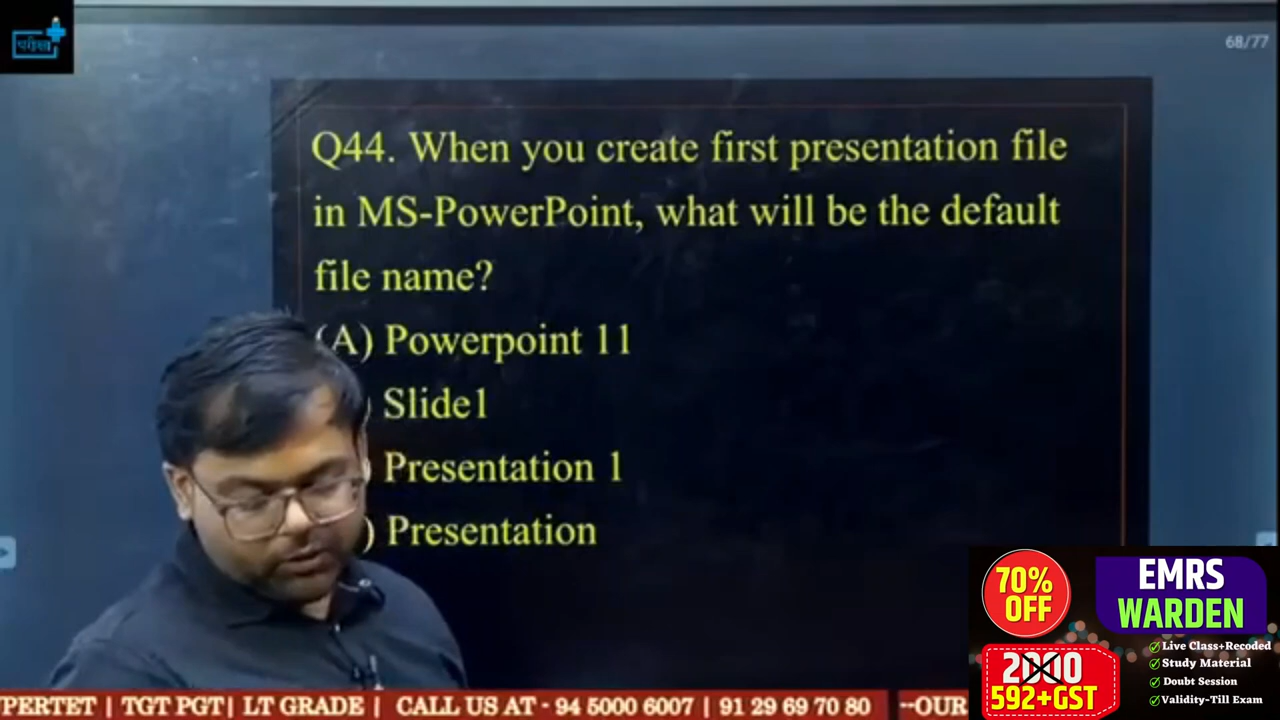 परीक्षा
68/77
Q44. When you create first presentation file
in MS-PowerPoint, what will be the default
file name?
(A) Powerpoint 11
) Slide1
) Presentation 1
) Presentation
70%
OFF
EMRS
WARDEN
2000
592+GST
Live Class+Recoded
Study Material
Doubt Session
Validity-Till Exam
PERTET | TGT PGT| LT GRADE | CALL US AT - 94 5000 6007 | 91 29 69 70 80 --OUR